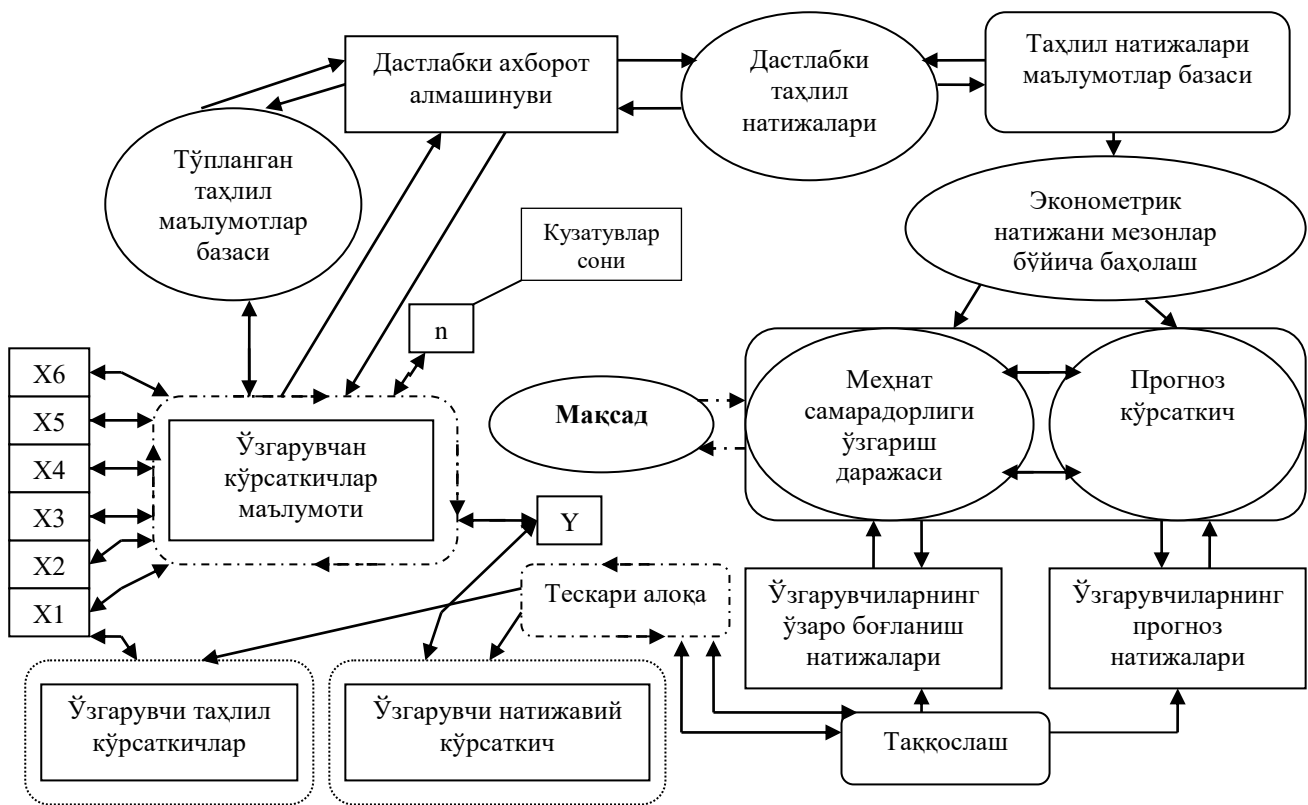 Дастлабки ахборот
алмашинуви
Дастлабки
таҳлил
натижалари
Таҳлил натижалари
маълумотлар базаси
Тўпланган
таҳлил
маълумотлар
базаси
Кузатувлар
сони
n
Эконометрик
натижани мезонлар
бўйича баҳолаш
X6
X5
X4
X3
X2
X1
Ўзгарувчан
кўрсаткичлар
маълумоти
Мақсад
Меҳнат
самарадорлиги
ўзгариш
даражаси
Прогноз
кўрсаткич
Y
Тескари алоқа
Ўзгарувчиларнинг
ўзаро боғланиш
натижалари
Ўзгарувчиларнинг
прогноз
натижалари
Ўзгарувчи таҳлил
кўрсаткичлар
Ўзгарувчи натижавий
кўрсаткич
Таққослаш